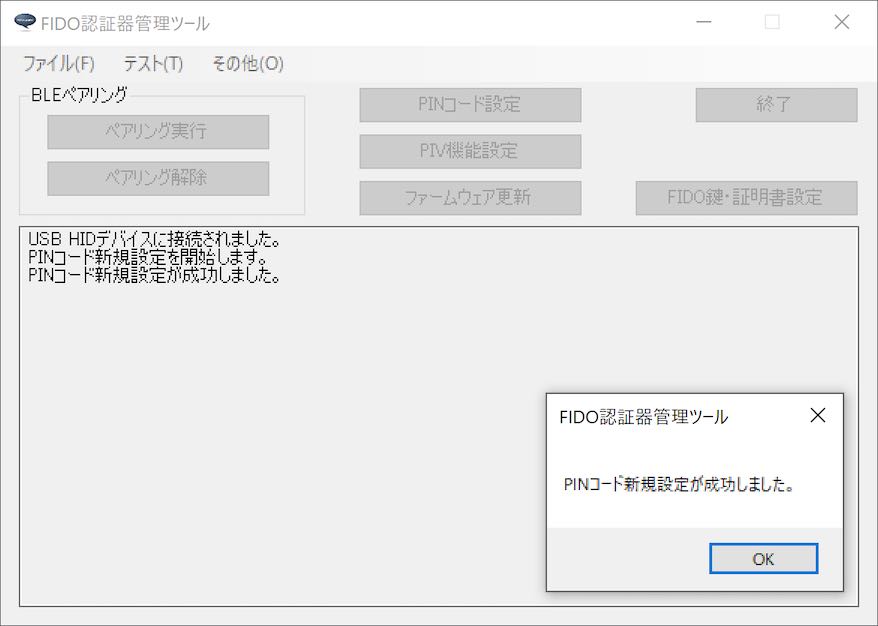 FIDO認証器管理ツール
ファイル(F) テスト(T) その他(O)
BLEペアリング
ペアリング実行
ペアリング解除
PINコード設定
PIV機能設定
ファームウェア更新
終了
FIDO鍵・証明書設定
USB HIDデバイスに接続されました。
PINコード新規設定を開始します。
PINコード新規設定が成功しました。
FIDO認証器管理ツール
PINコード新規設定が成功しました。
OK